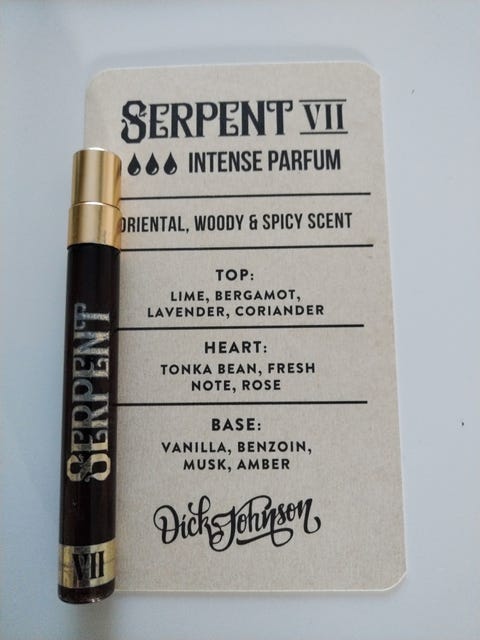 SERPENT VII
INTENSE PARFUM
ORIENTAL, WOODY & SPICY SCENT
TOP:
LIME, BERGAMOT,
LAVENDER, CORIANDER
HEART:
TONKA BEAN, FRESH
NOTE, ROSE
BASE:
VANILLA, BENZOIN,
MUSK, AMBER
Dick Johnson
SERPENT
VII